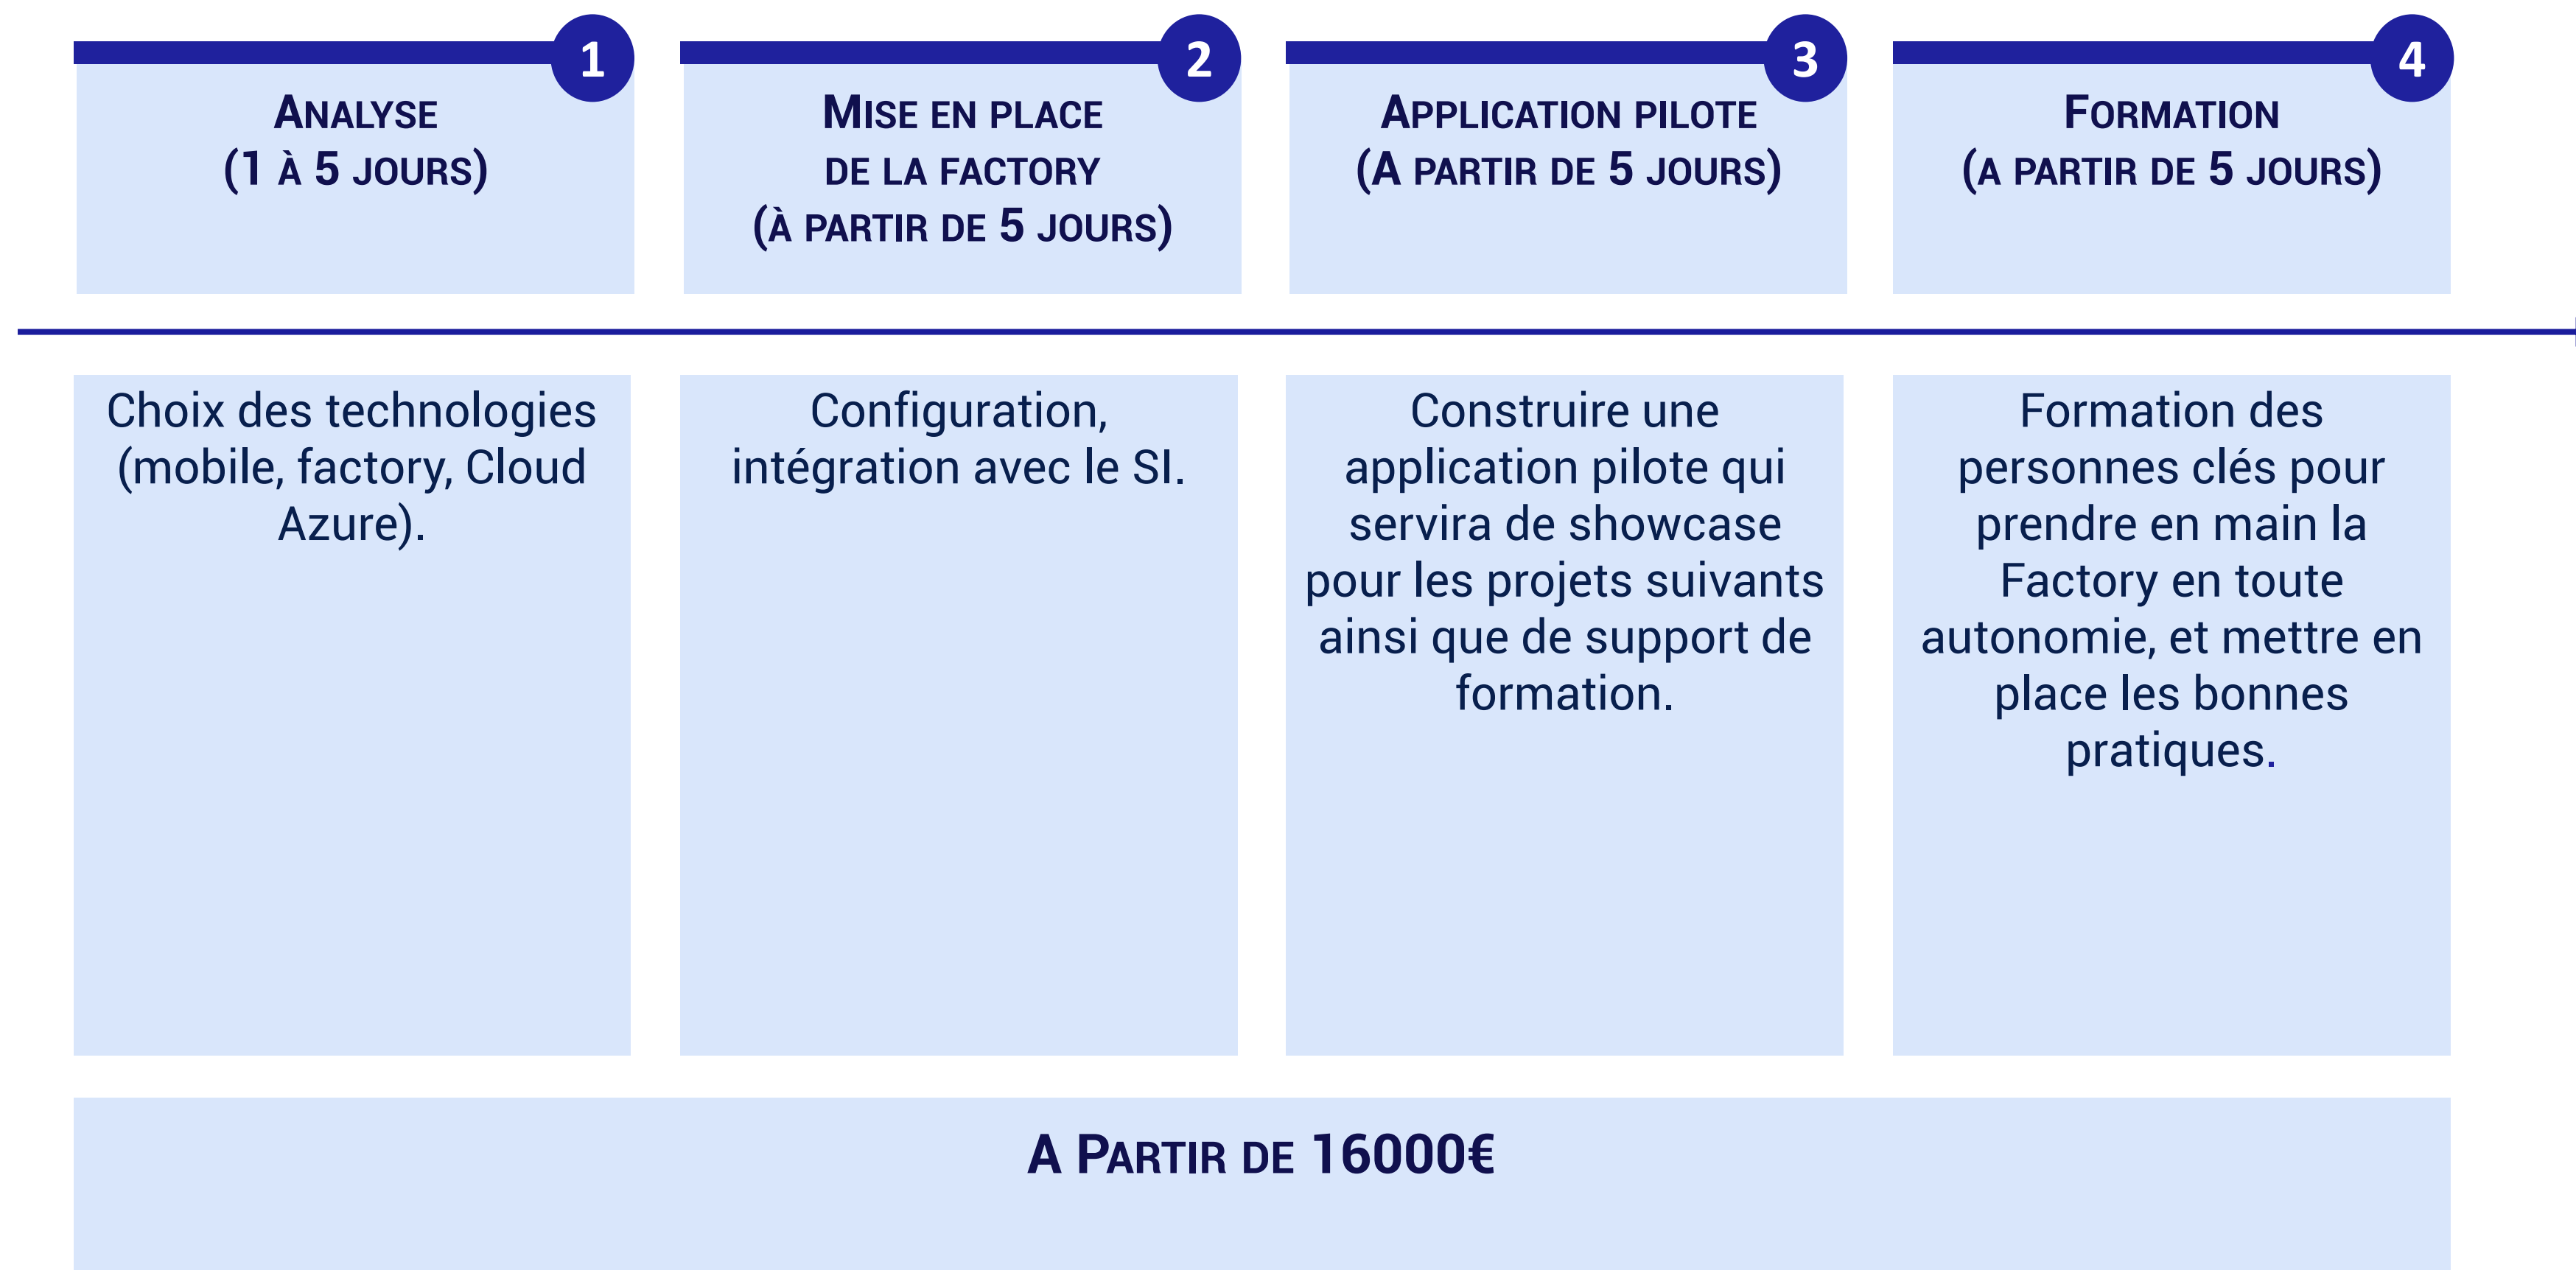 1
Analyse
(1 à 5 jours)
2
Mise en place
de la factory
(à partir de 5 jours)
3
Application pilote
(A partir de 5 jours)
4
Formation
(a partir de 5 jours)
Choix des technologies
(mobile, factory, Cloud
Azure).
Configuration,
intégration avec le SI.
Construire une
application pilote qui
servira de showcase
pour les projets suivants
ainsi que de support de
formation.
Formation des
personnes clés pour
prendre en main la
Factory en toute
autonomie, et mettre en
place les bonnes
pratiques.
A Partir de 16000€